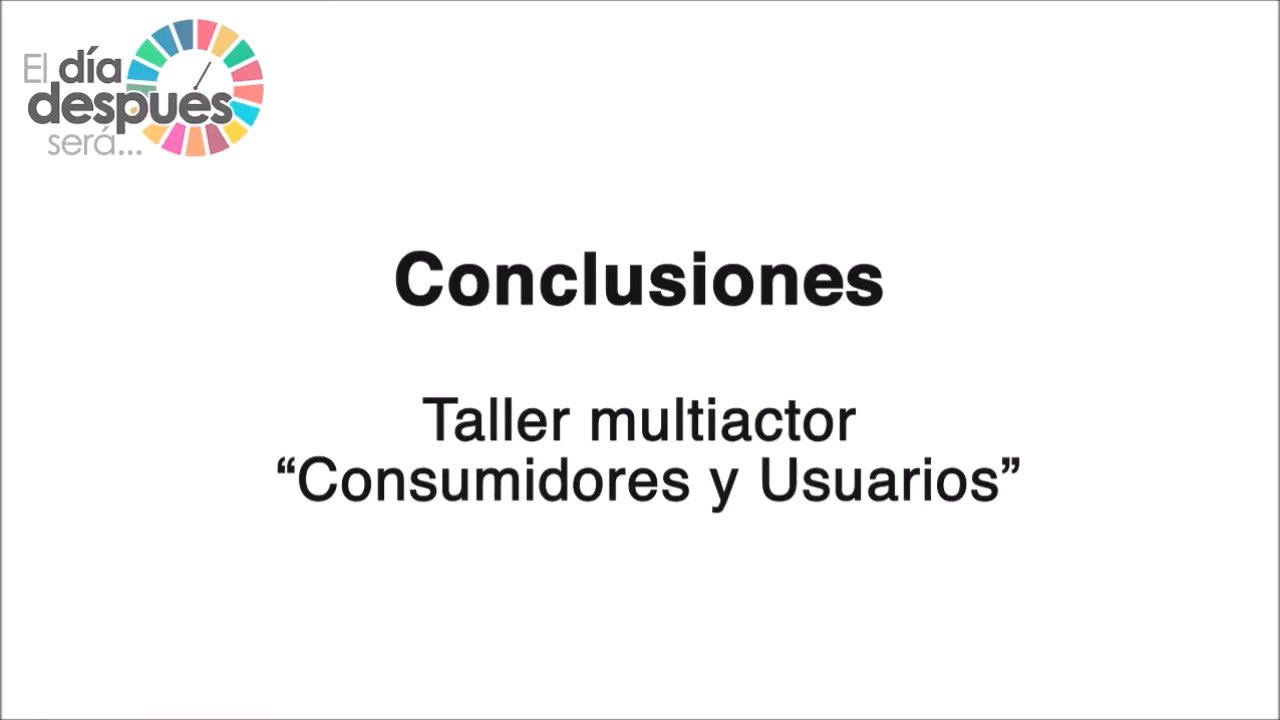 El día
después
será...
Conclusiones
Taller multiactor
“Consumidores y Usuarios”